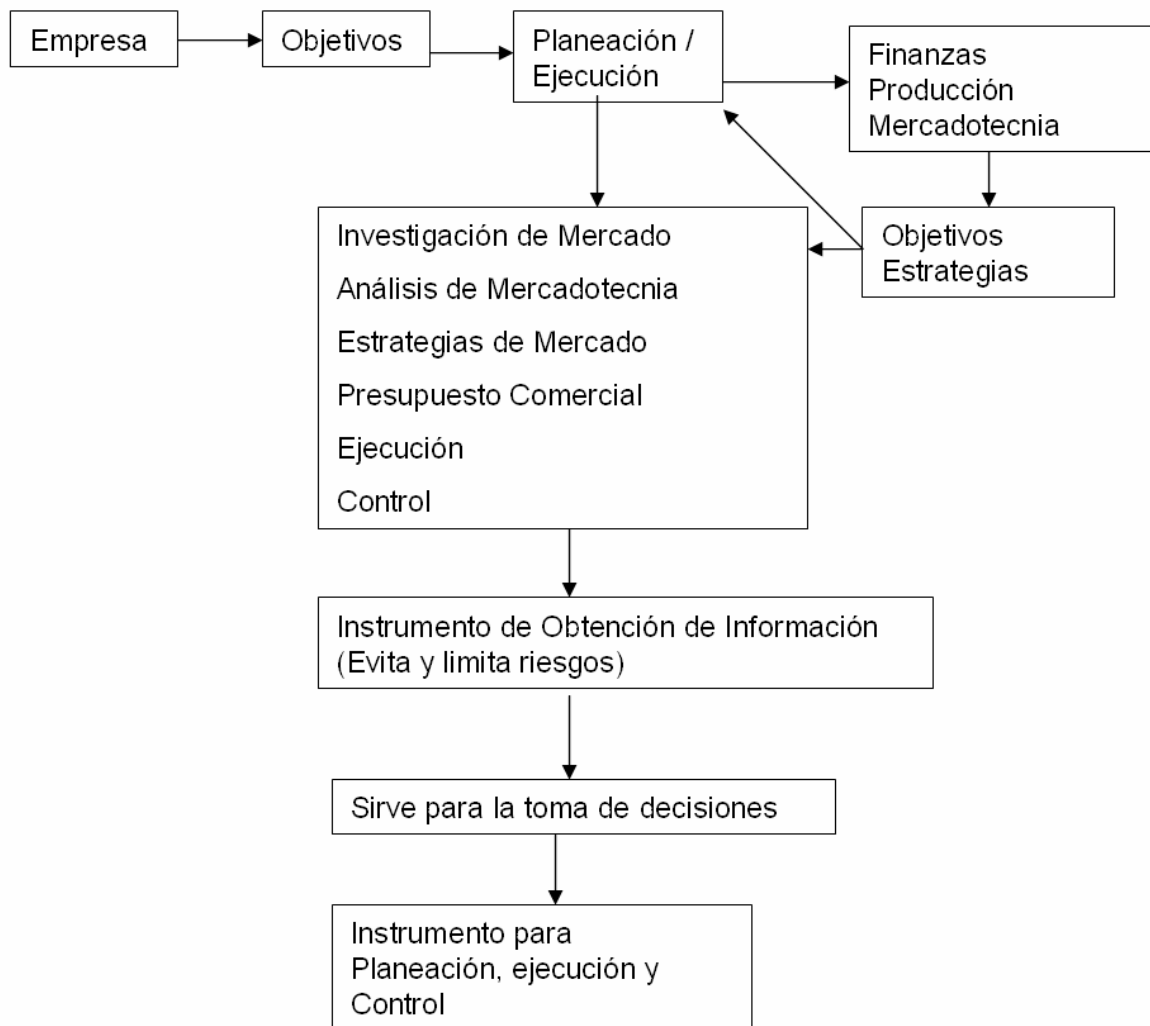 Empresa
Objetivos
Planeación /
Ejecución
Finanzas
Producción
Mercadotecnia
Objetivos
Estrategias
Investigación de Mercado
Análisis de Mercadotecnia
Estrategias de Mercado
Presupuesto Comercial
Ejecución
Control
Instrumento de Obtención de Información
(Evita y limita riesgos)
Sirve para la toma de decisiones
Instrumento para
Planeación, ejecución y
Control